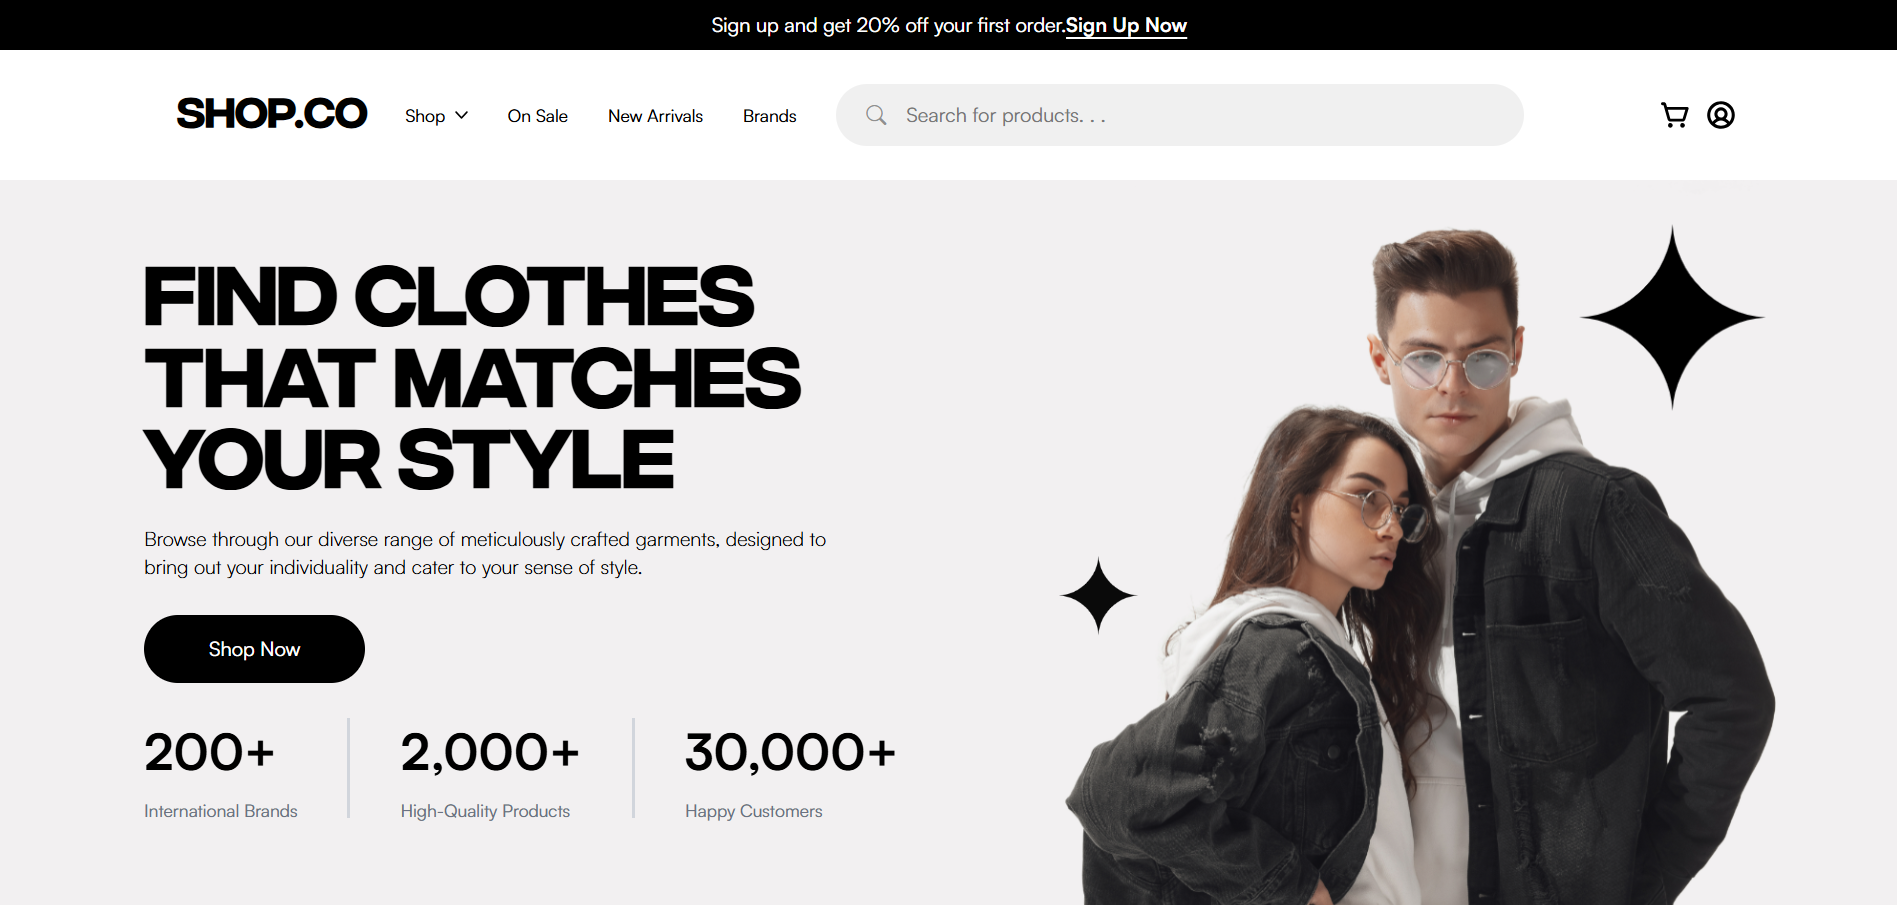 Sign up and get 20% off your first order.Sign Up Now
SHOP.CO
Shop
On Sale
New Arrivals
Brands
Search for products. . .
FIND CLOTHES
THAT MATCHES
YOUR STYLE
Browse through our diverse range of meticulously crafted garments, designed to
bring out your individuality and cater to your sense of style.
Shop Now
200+
International Brands
2,000+
High-Quality Products
30,000+
Happy Customers